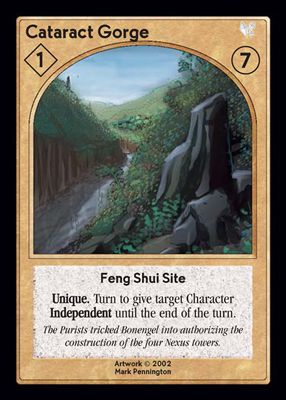 Cataract Gorge
1
7
Feng Shui Site
Unique. Turn to give target Character
Independent until the end of the turn.
The Purists tricked Bonengel into authorizing the
construction of the four Nexus towers.
Artwork © 2002
Mark Pennington